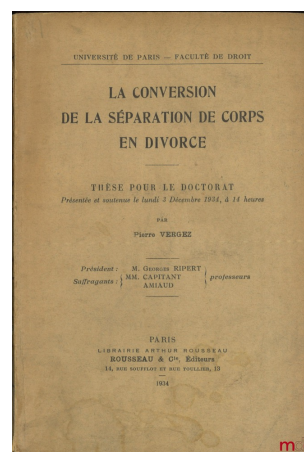 UNIVERSITÉ DE PARIS — FACULTÉ DE DROIT
LA CONVERSION
DE LA SÉPARATION DE CORPS
EN DIVORCE
THÈSE POUR LE DOCTORAT
Présentée et soutenue le lundi 3 Décembre 1934, à 14 heures
PAR
Pierre VERGEZ
Président : M. Georges RIPERT
Suffragants : MM. CAPITANT professeurs
AMIAUD
PARIS
LIBRAIRIE ARTHUR ROUSSEAU
ROUSSEAU & Cie, Éditeurs
14, RUE SOUFFLOT ET RUE TOULLIER, 13
1934
m